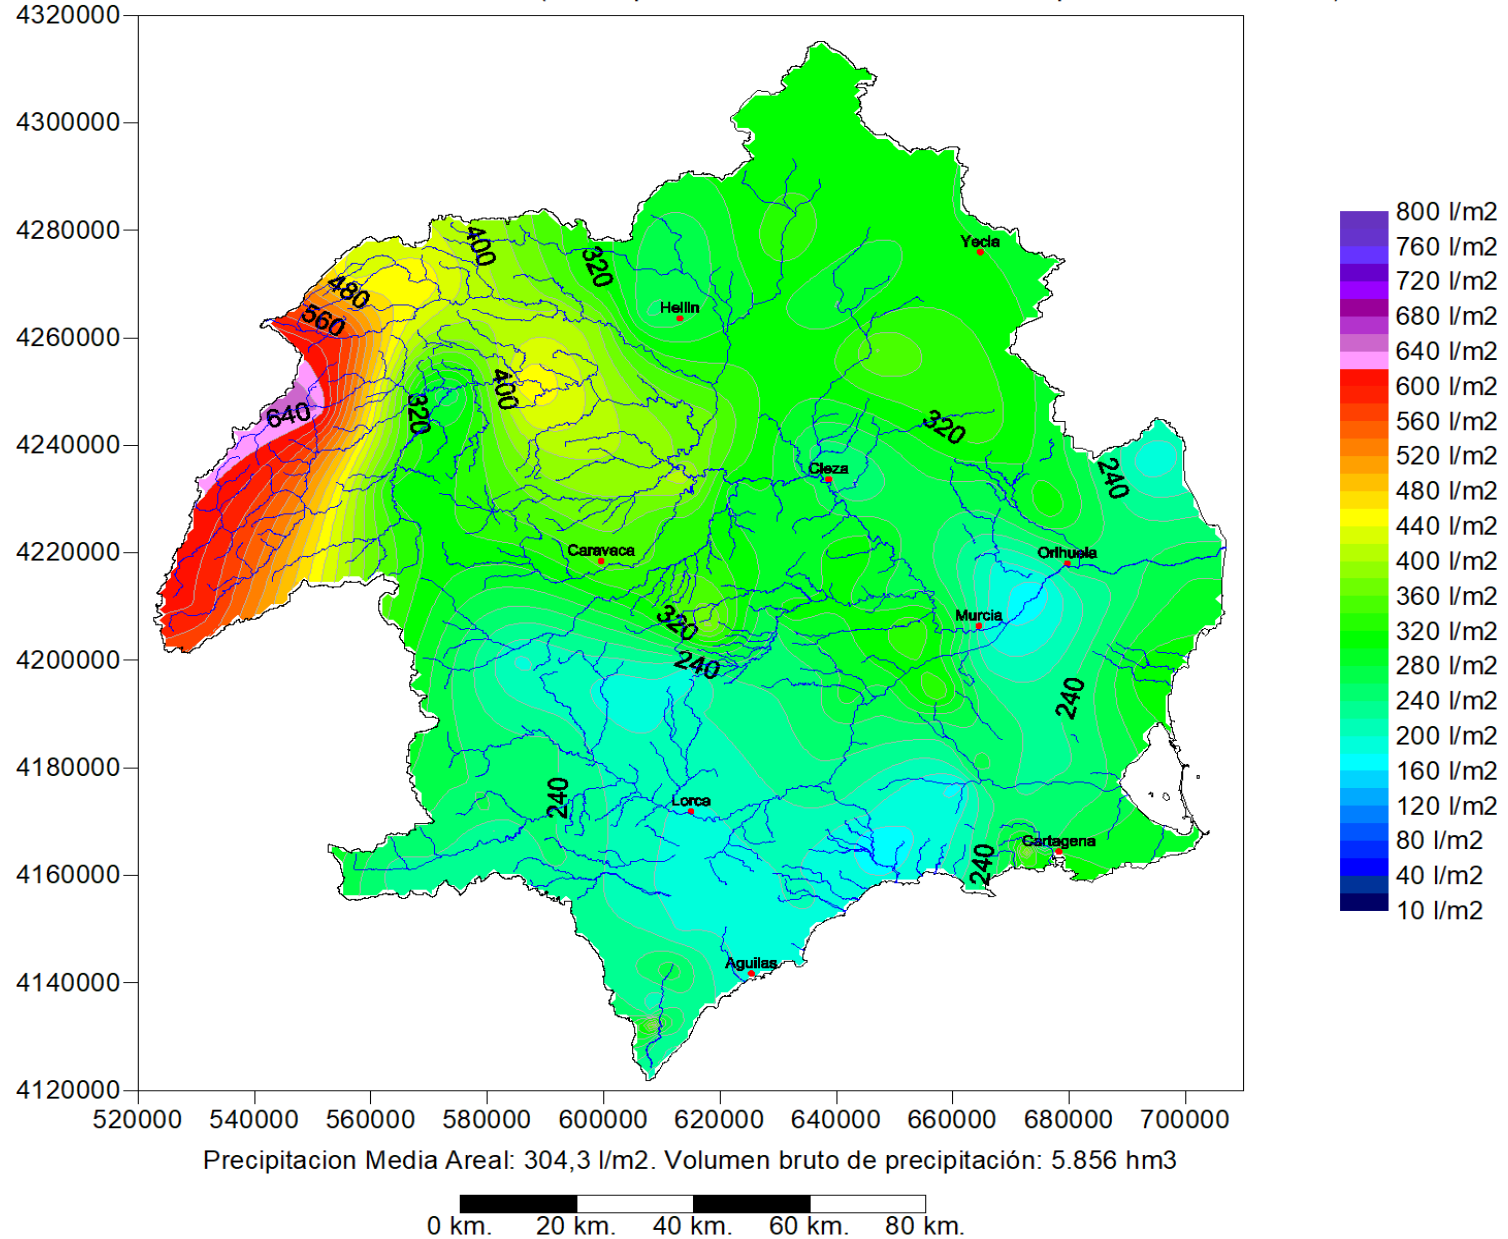 4320000
4300000
4280000
4260000
4240000
4220000
4200000
4180000
4160000
4140000
4120000
520000 540000 560000 580000 600000 620000 640000 660000 680000 700000
400
320
480
560
640
320
400
320
240
320
240
240
240
240
Yecla
Hellin
Cieza
Caravaca
Orihuela
Murcia
Lorca
Cartagena
Aguilas
800 l/m2
760 l/m2
720 l/m2
680 l/m2
640 l/m2
600 l/m2
560 l/m2
520 l/m2
480 l/m2
440 l/m2
400 l/m2
360 l/m2
320 l/m2
280 l/m2
240 l/m2
200 l/m2
160 l/m2
120 l/m2
80 l/m2
40 l/m2
10 l/m2
Precipitacion Media Areal: 304,3 l/m2. Volumen bruto de precipitación: 5.856 hm3
0 km. 20 km. 40 km. 60 km. 80 km.